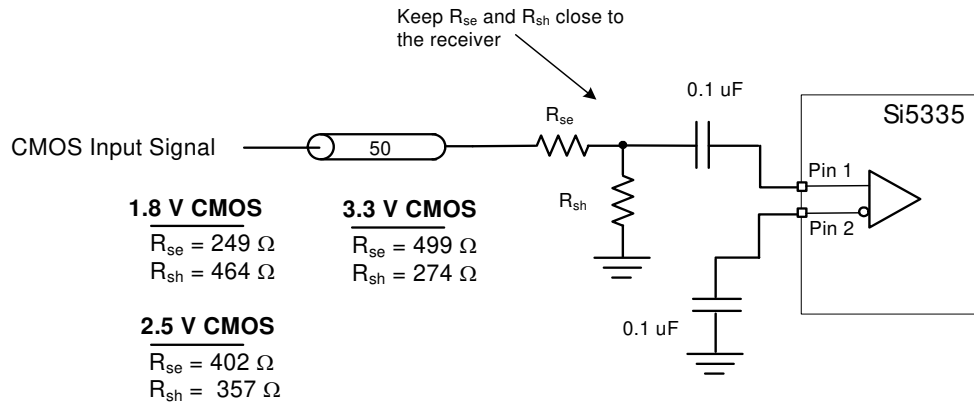 Keep Rse and Rsh close to
the receiver
0.1 uF
Si5335
Rse
CMOS Input Signal
50
Pin 1
Rsh
Pin 2
1.8 V CMOS
Rse = 249 Ω
Rsh = 464 Ω
3.3 V CMOS
Rse = 499 Ω
Rsh = 274 Ω
2.5 V CMOS
Rse = 402 Ω
Rsh = 357 Ω
0.1 uF